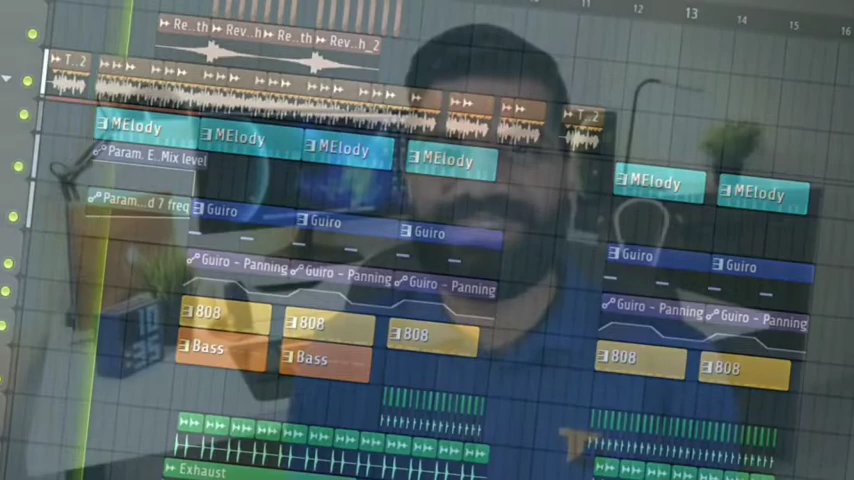 11 12 13 14 15 16
Re..th Rev..h Re..th Rev..h_2
T..2
T_2
MElody MElody MElody MElody MElody MElody
Param. E..Mix level
Param...d 7 freq
Guiro Guiro Guiro Guiro Guiro
Guiro - Panning Guiro - Panning Guiro - Panning Guiro - Panning Guiro - Panning
808 808 808 808 808
Bass Bass
Exhaust